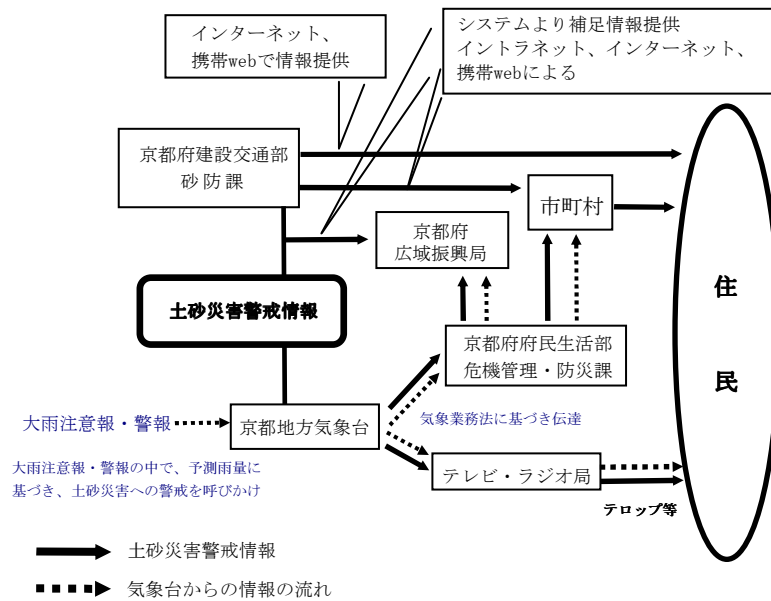 インターネット、
携帯webで情報提供
システムより補足情報提供
イントラネット、インターネット、
携帯webによる
京都府建設交通部
砂防課
市町村
京都府
広域振興局
住
民
土砂災害警戒情報
京都府府民生活部
危機管理・防災課
大雨注意報・警報
京都地方気象台
気象業務法に基づき伝達
大雨注意報・警報の中で、予測雨量に
基づき、土砂災害への警戒を呼びかけ
テレビ・ラジオ局
テロップ等
土砂災害警戒情報
気象台からの情報の流れ